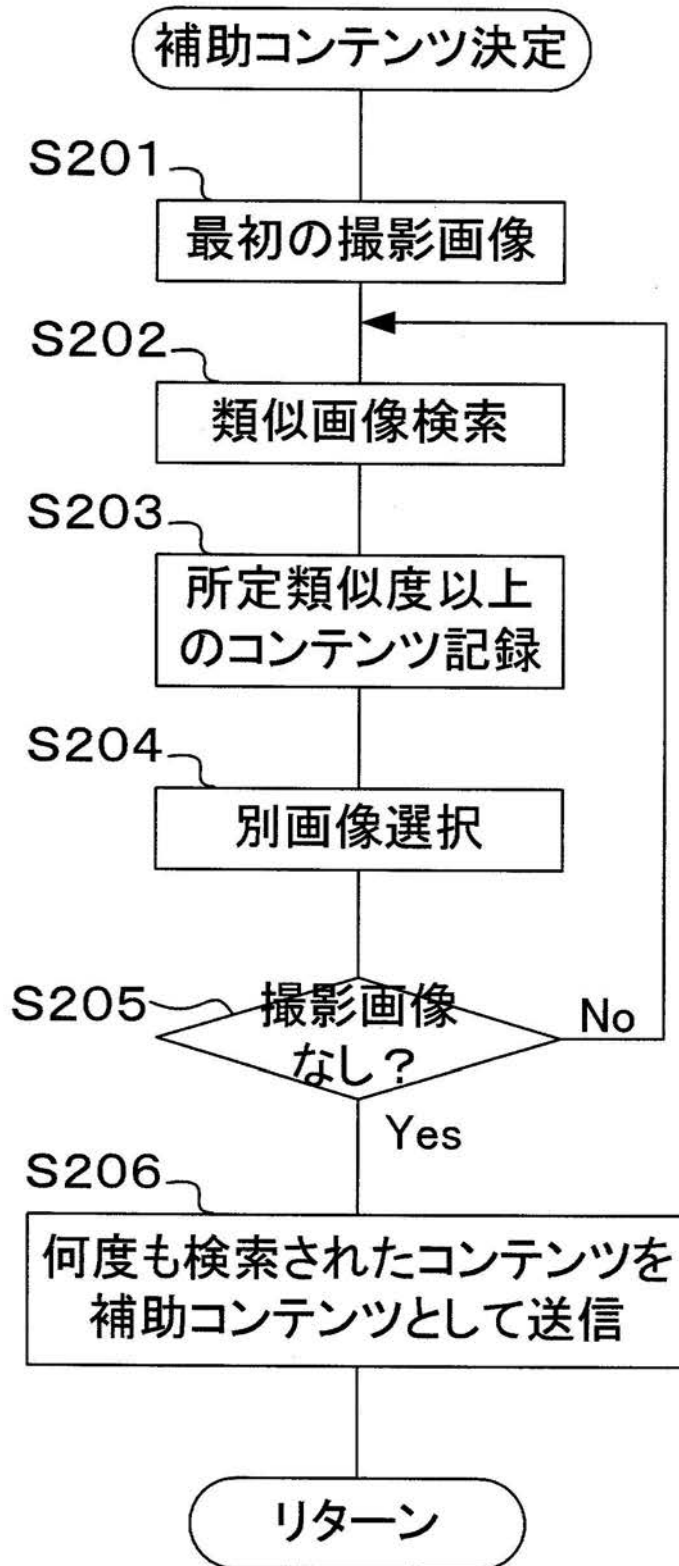 補助コンテンツ決定
S201
最初の撮影画像
S202
類似画像検索
S203
所定類似度以上
のコンテンツ記録
S204
別画像選択
S205
撮影画像
なし?
No
Yes
S206
何度も検索されたコンテンツを
補助コンテンツとして送信
リターン